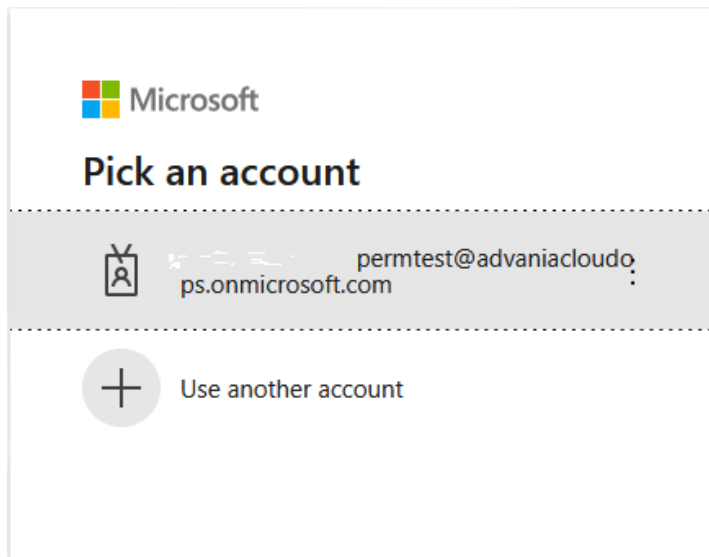 Microsoft
Pick an account
permtest@advaniacloudo
ps.onmicrosoft.com
Use another account